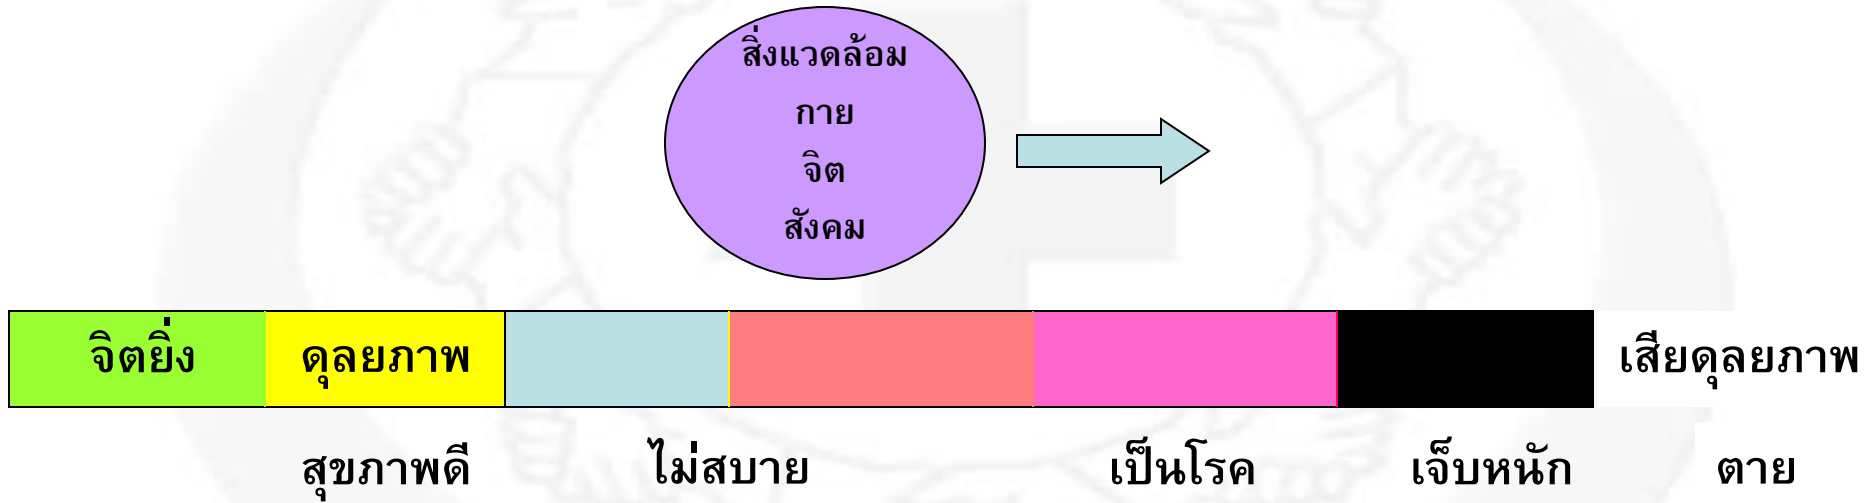 สิ่งแวดล้อม
กาย
จิต
สังคม
จิตยิ่ง ดุลยภาพ เสียดุลยภาพ
สุขภาพดี ไม่สบาย เป็นโรค เจ็บหนัก ตาย